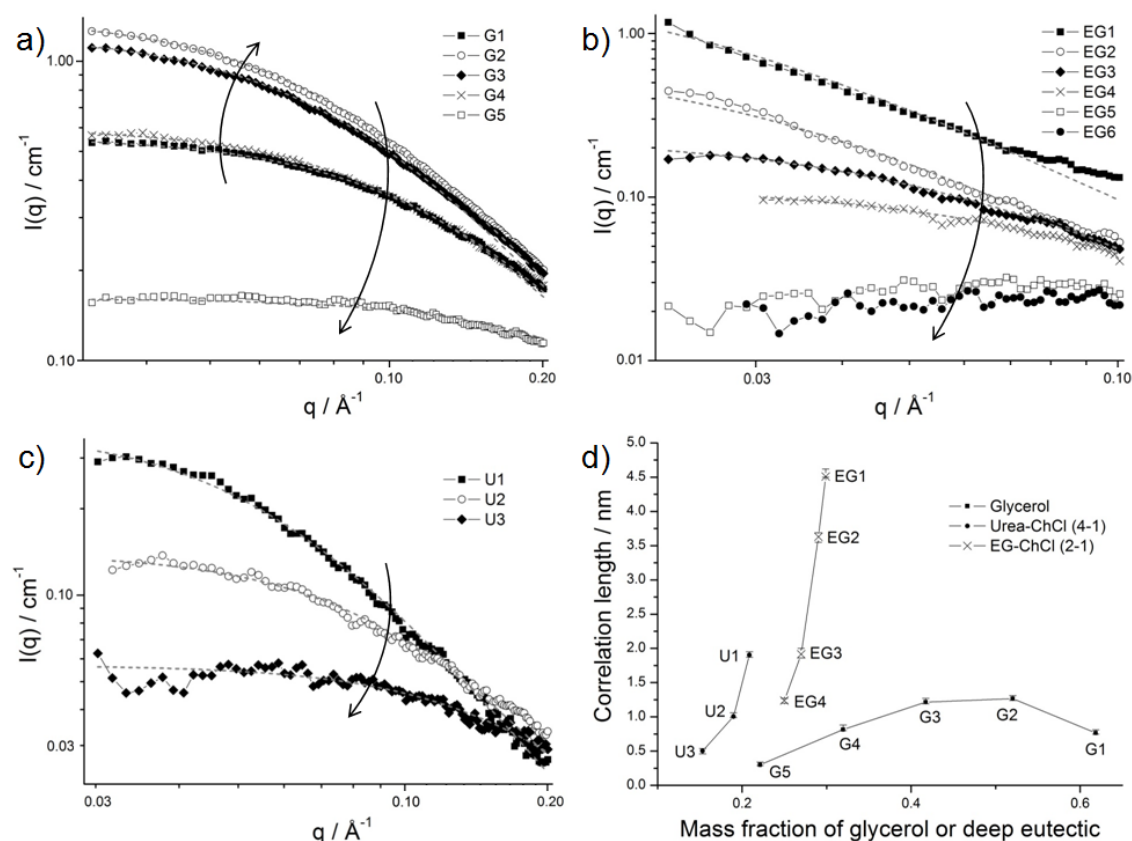 a)
1.00
0.10
I(q) / cm⁻¹
0.10
0.20
q / Å⁻¹
G1
G2
G3
G4
G5
b)
1.00
0.10
0.01
I(q) / cm⁻¹
0.03
0.10
q / Å⁻¹
EG1
EG2
EG3
EG4
EG5
EG6
c)
0.10
0.03
I(q) / cm⁻¹
0.03
0.10
0.20
q / Å⁻¹
U1
U2
U3
d)
5.0
4.5
4.0
3.5
3.0
2.5
2.0
1.5
1.0
0.5
0.0
Correlation length / nm
0.2
0.4
0.6
Mass fraction of glycerol or deep eutectic
Glycerol
Urea-ChCl (4-1)
EG-ChCl (2-1)
EG1
EG2
EG3
EG4
U1
U2
U3
G5
G4
G3
G2
G1